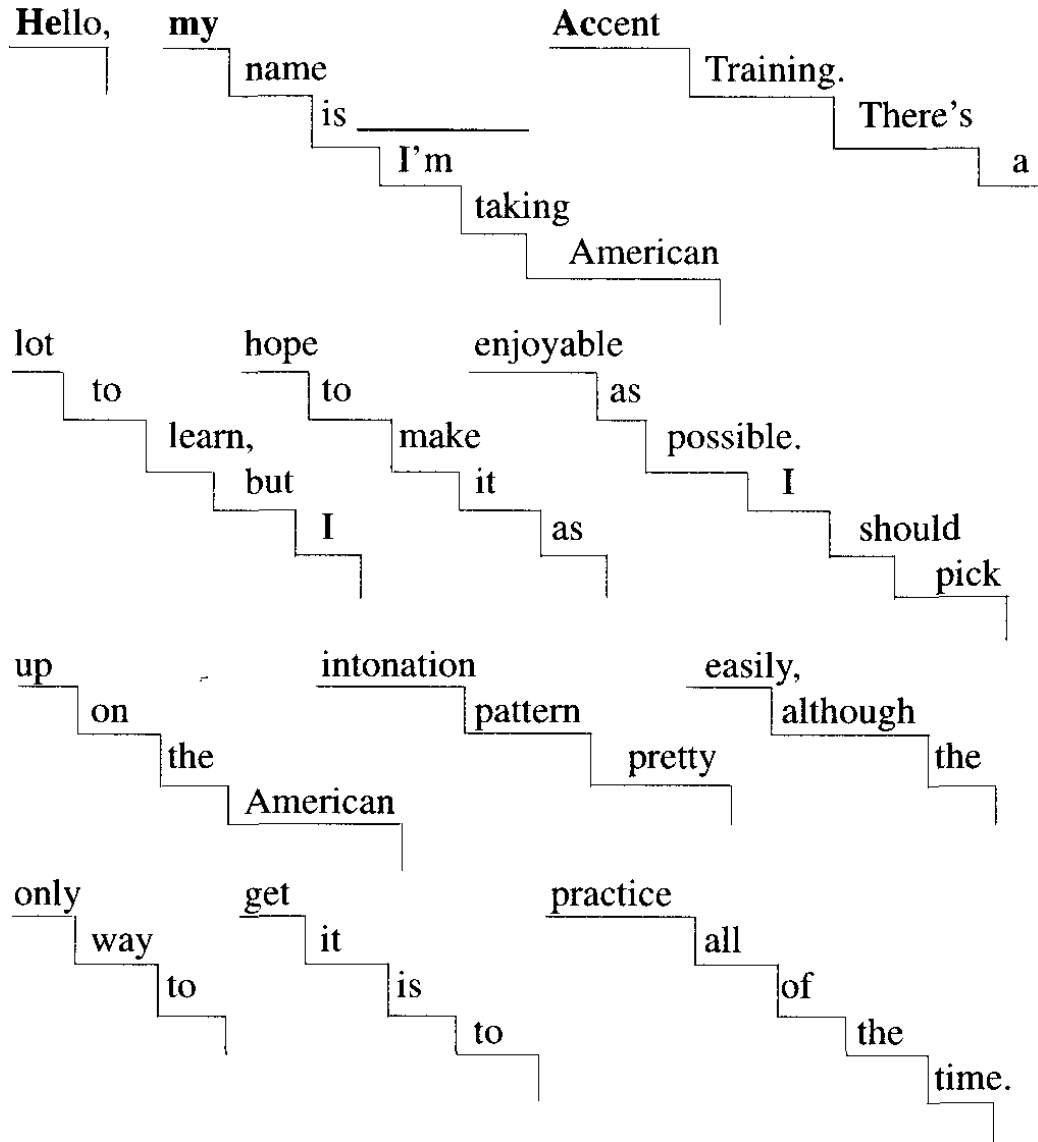 Hello,
my
name
is
I'm
taking
American
Accent
Training.
There's
a
lot
to
learn,
but
I
hope
to
make
it
as
enjoyable
as
possible.
I
should
pick
up
on
the
American
intonation
pattern
pretty
easily,
although
the
only
way
to
get
it
is
to
practice
all
of
the
time.